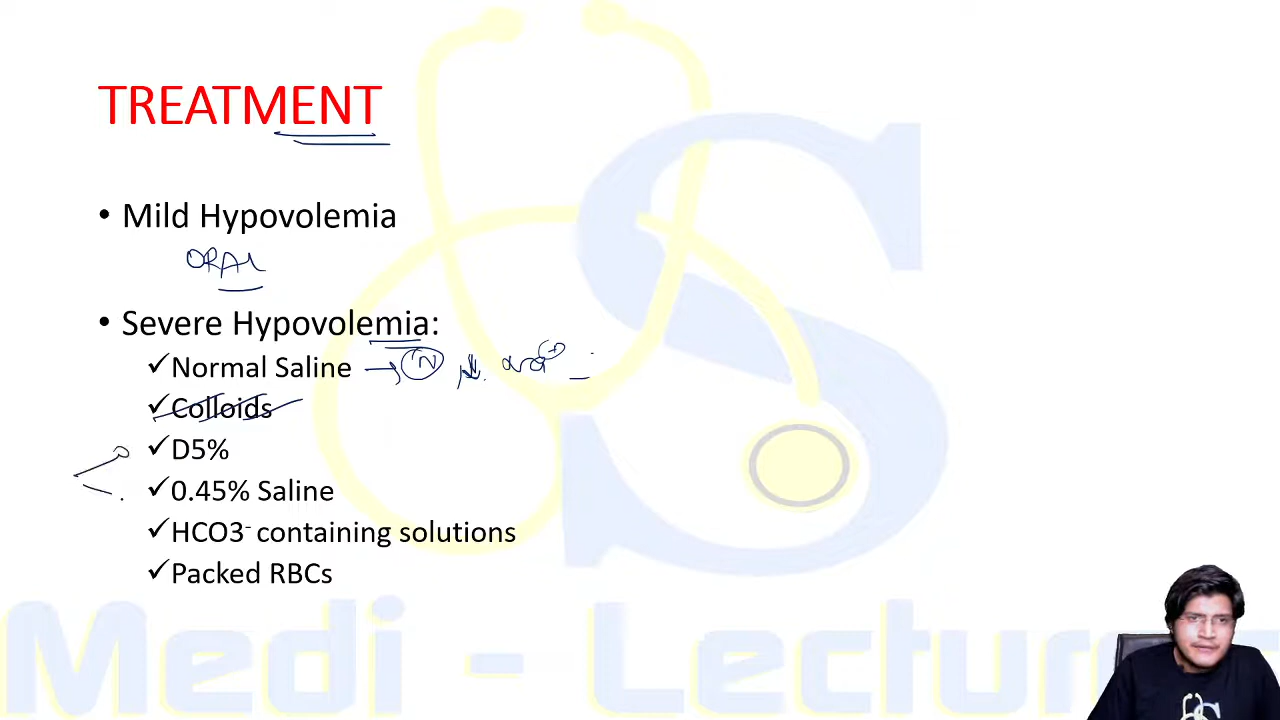 TREATMENT
• Mild Hypovolemia
ORAL
• Severe Hypovolemia:
✓Normal Saline → N
✓Colloids
✓D5%
✓0.45% Saline
✓HCO3- containing solutions
✓Packed RBCs
Medi - Lectures